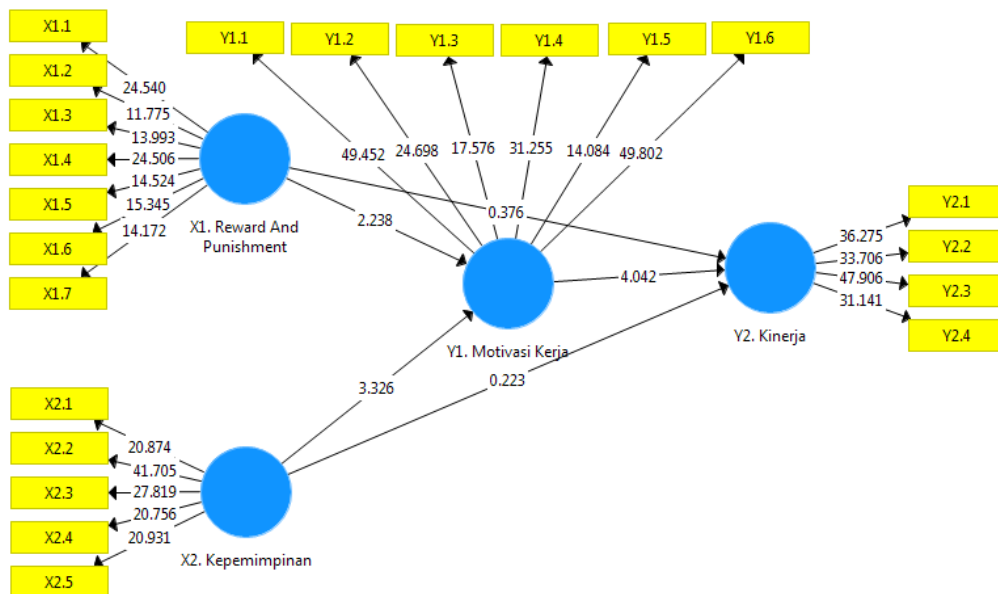 X1.1
X1.2
X1.3
X1.4
X1.5
X1.6
X1.7
24.540
11.775
13.993
24.506
14.524
15.345
14.172
X1. Reward And
Punishment
Y1.1
Y1.2
Y1.3
Y1.4
Y1.5
Y1.6
49.452
24.698
17.576
31.255
14.084
49.802
2.238
0.376
4.042
Y1. Motivasi Kerja
3.326
0.223
Y2. Kinerja
36.275
33.706
47.906
31.141
Y2.1
Y2.2
Y2.3
Y2.4
X2.1
X2.2
X2.3
X2.4
X2.5
20.874
41.705
27.819
20.756
20.931
X2. Kepemimpinan